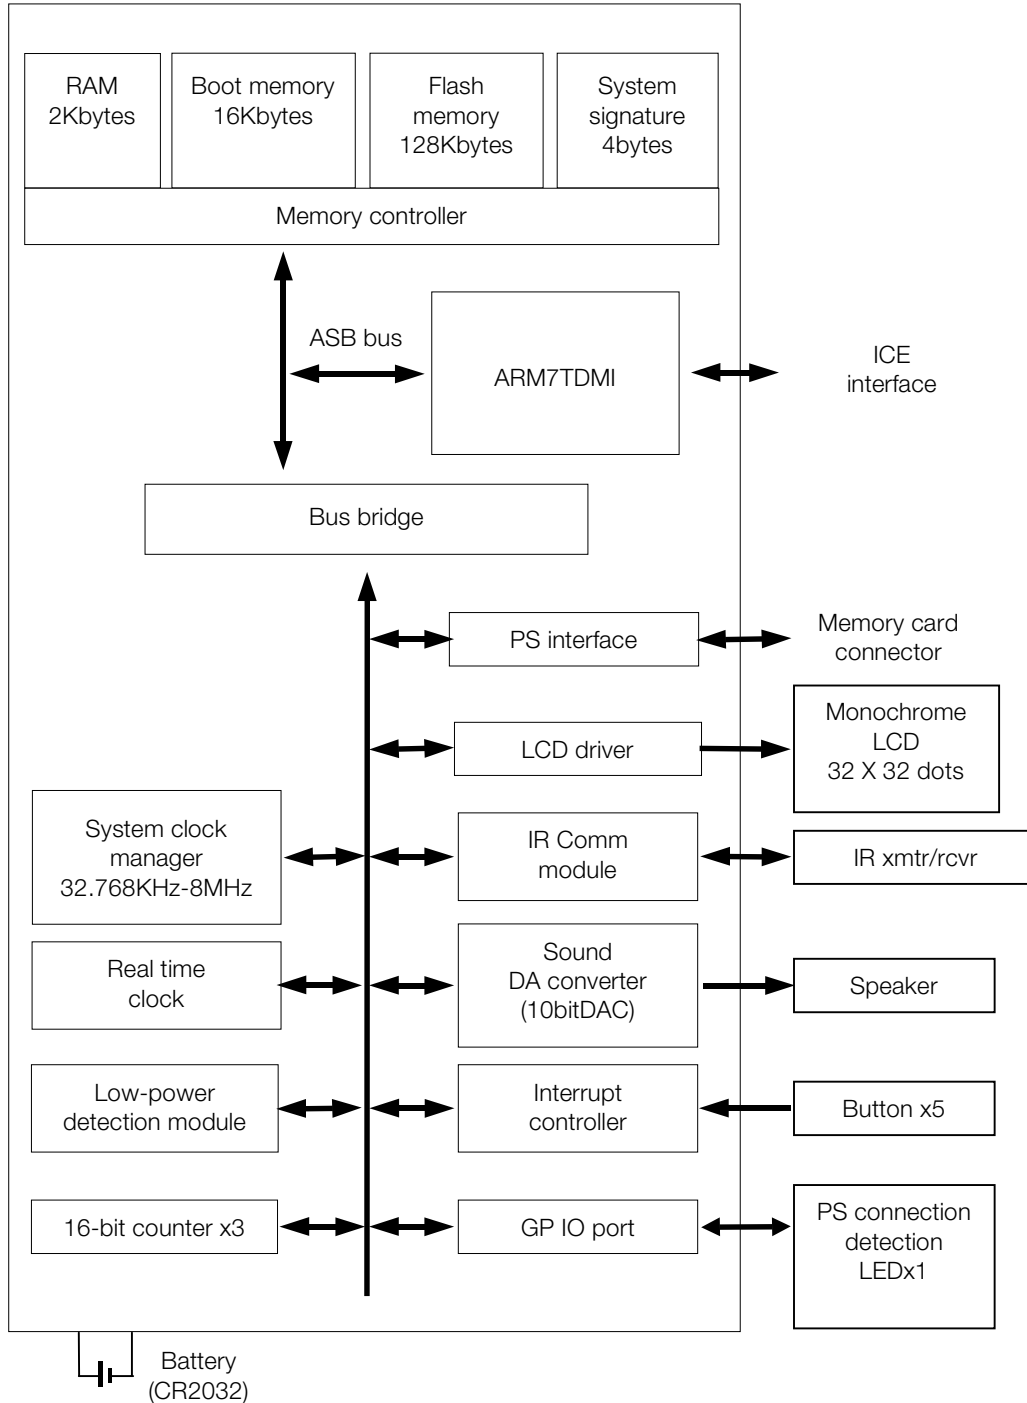 RAM
2Kbytes
Boot memory
16Kbytes
Flash
memory
128Kbytes
System
signature
4bytes
Memory controller
ASB bus
ARM7TDMI
ICE
interface
Bus bridge
PS interface
Memory card
connector
LCD driver
Monochrome
LCD
32 X 32 dots
System clock
manager
32.768KHz-8MHz
IR Comm
module
IR xmtr/rcvr
Real time
clock
Sound
DA converter
(10bitDAC)
Speaker
Low-power
detection module
Interrupt
controller
Button x5
16-bit counter x3
GP IO port
PS connection
detection
LEDx1
Battery
(CR2032)